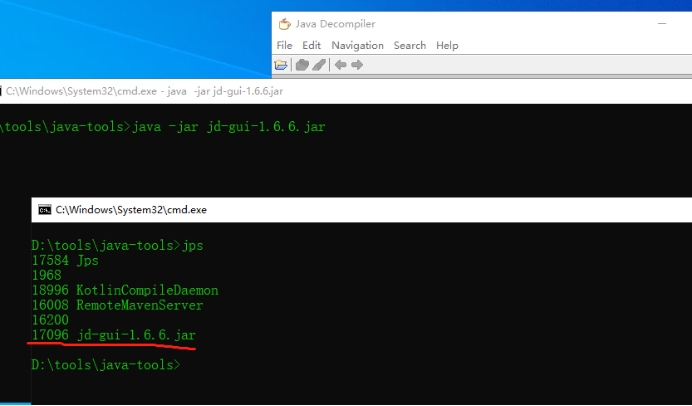 Java Decompiler
File Edit Navigation Search Help
C:\Windows\System32\cmd.exe - java -jar jd-gui-1.6.6.jar
\tools\java-tools>java -jar jd-gui-1.6.6.jar
C:\Windows\System32\cmd.exe
D:\tools\java-tools>jps
17584 Jps
1968
18996 KotlinCompileDaemon
16008 RemoteMavenServer
16200
17096 jd-gui-1.6.6.jar
D:\tools\java-tools>